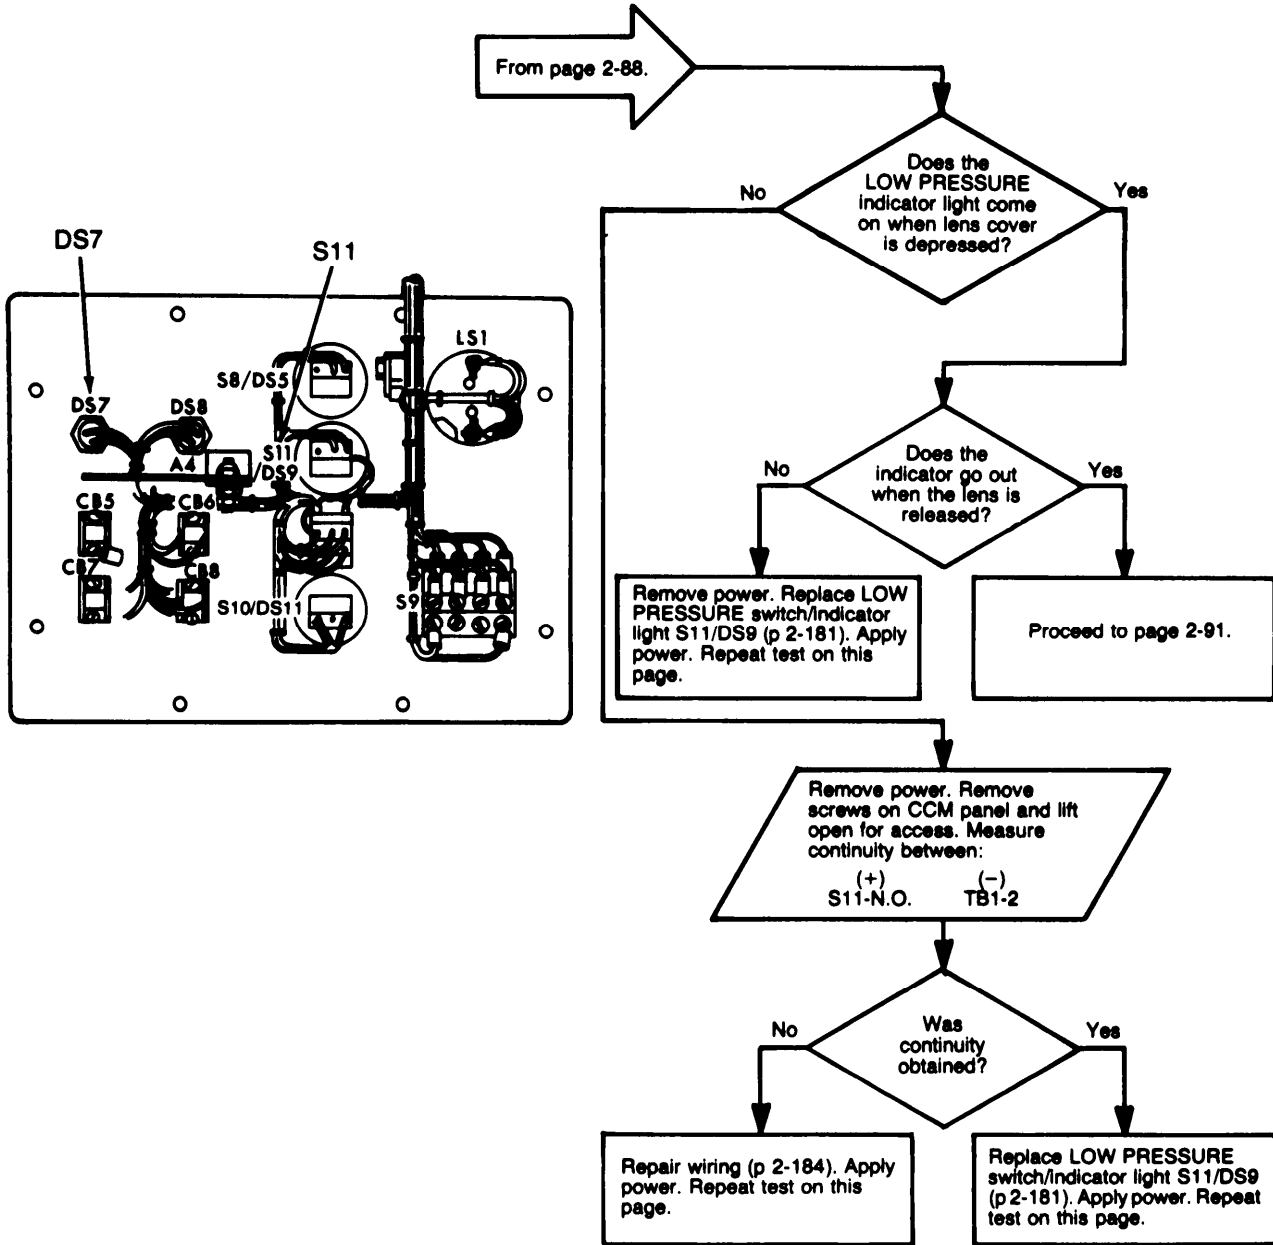 From page 2-88.
Does the
LOW PRESSURE
indicator light come
on when lens cover
is depressed?
No
Yes
DS7
S11
LS1
S8/DS5
DS7
DS8
S11
/DS9
A4
CB5
CB6
CB7
CB8
S10/DS11
S9
Does the
indicator go out
when the lens is
released?
No
Yes
Remove power. Replace LOW
PRESSURE switch/indicator
light S11/DS9 (p 2-181). Apply
power. Repeat test on this
page.
Proceed to page 2-91.
Remove power. Remove
screws on CCM panel and lift
open for access. Measure
continuity between:
(+) (-)
S11-N.O. TB1-2
Was
continuity
obtained?
No
Yes
Repair wiring (p 2-184). Apply
power. Repeat test on this
page.
Replace LOW PRESSURE
switch/indicator light S11/DS9
(p 2-181). Apply power. Repeat
test on this page.